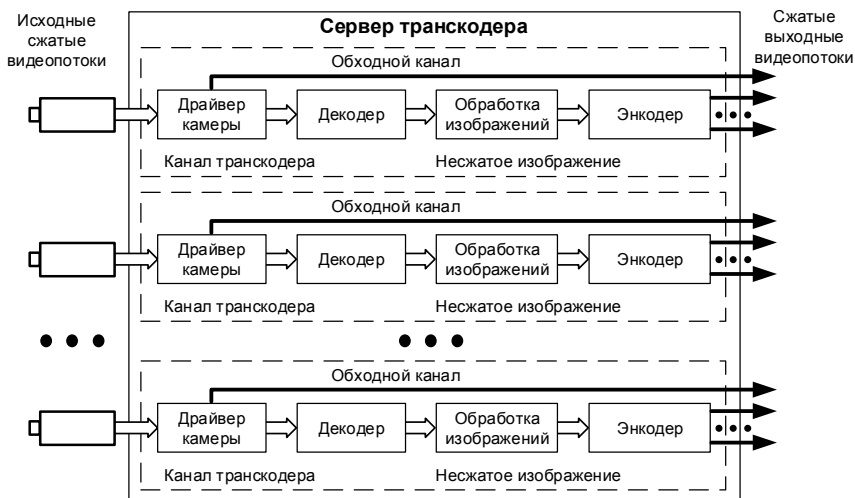 Исходные
сжатые
видеопотоки
Сервер транскодера
Сжатые
выходные
видеопотоки
Обходной канал
Драйвер
камеры
Декодер
Обработка
изображений
Энкодер
Канал транскодера
Несжатое изображение
Обходной канал
Драйвер
камеры
Декодер
Обработка
изображений
Энкодер
Канал транскодера
Несжатое изображение
Обходной канал
Драйвер
камеры
Декодер
Обработка
изображений
Энкодер
Канал транскодера
Несжатое изображение